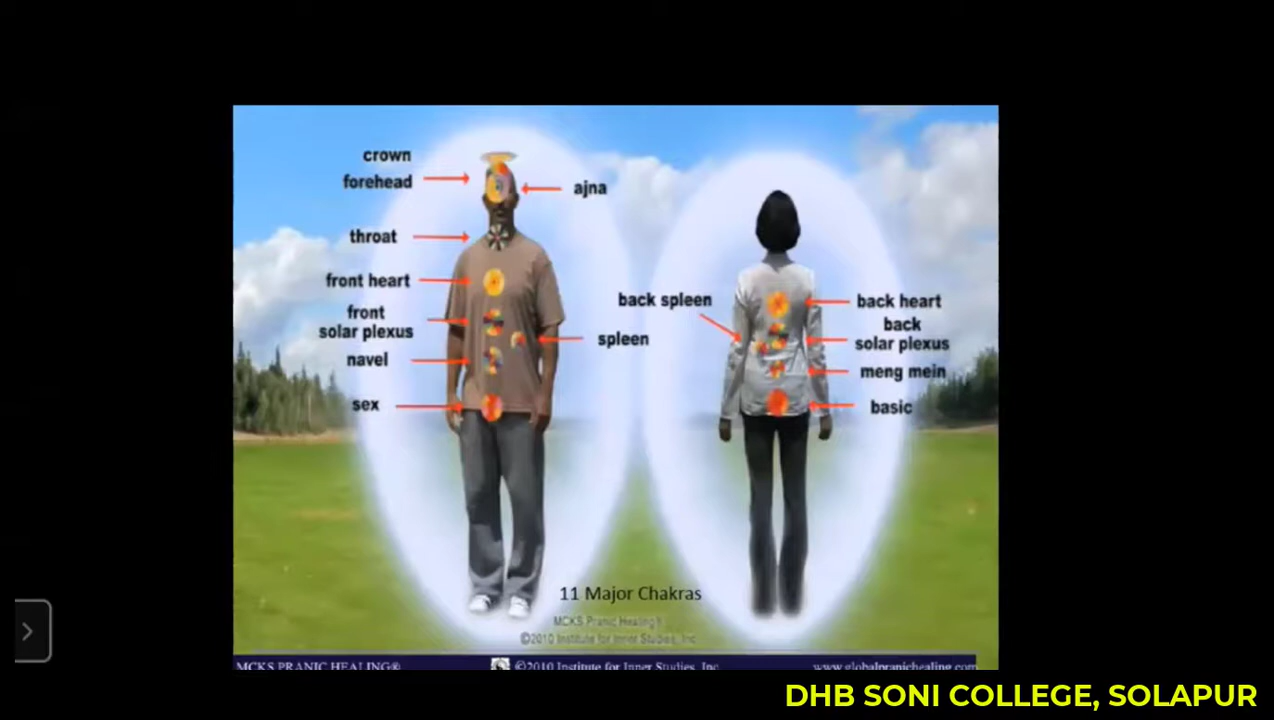 crown
forehead
ajna
throat
front heart
front
solar plexus
spleen
navel
sex
back spleen
back heart
back
solar plexus
meng mein
basic
11 Major Chakras
MCKS Pranic Healing®
©2010 Institute for Inner Studies, Inc
MCKS PRANIC HEALING® ©2010 Institute for Inner Studies, Inc www.globalpranichealing.com
DHB SONI COLLEGE, SOLAPUR